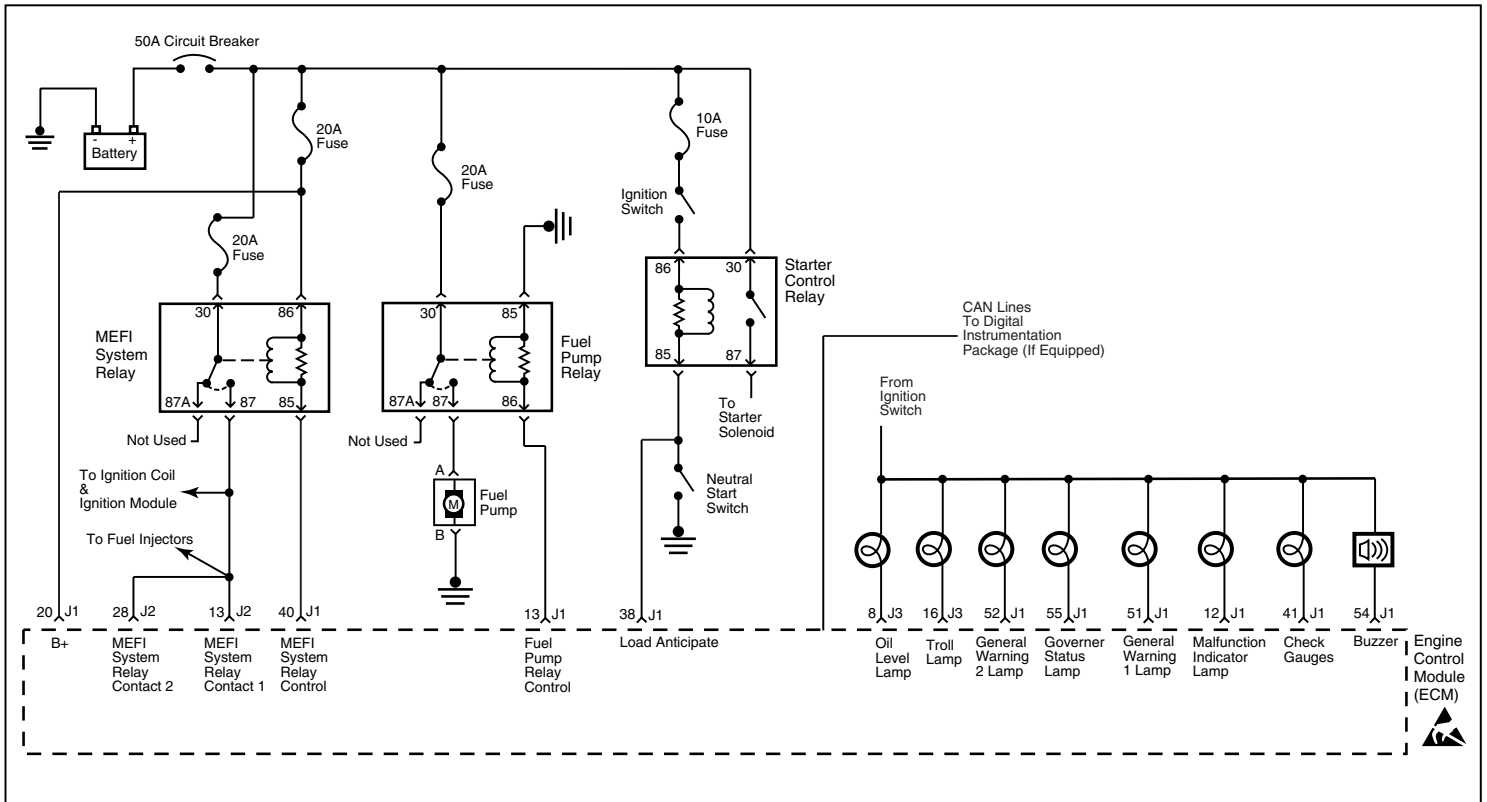 50A Circuit Breaker
- +
Battery
20A
Fuse
20A
Fuse
20A
Fuse
10A
Fuse
Ignition
Switch
30
86
MEFI
System
Relay
87A
87
85
Not Used
30
85
Fuel
Pump
Relay
87A
87
86
Not Used
86
30
Starter
Control
Relay
85
87
To
Starter
Solenoid
CAN Lines
To Digital
Instrumentation
Package (If Equipped)
From
Ignition
Switch
To Ignition Coil
&
Ignition Module
To Fuel Injectors
A
M
Fuel
Pump
B
Neutral
Start
Switch
20 J1
28 J2
13 J2
40 J1
13 J1
38 J1
8 J3
16 J3
52 J1
55 J1
51 J1
12 J1
41 J1
54 J1
B+
MEFI
System
Relay
Contact 2
MEFI
System
Relay
Contact 1
MEFI
System
Relay
Control
Fuel
Pump
Relay
Control
Load Anticipate
Oil
Level
Lamp
Troll
Lamp
General
Warning
2 Lamp
Governer
Status
Lamp
General
Warning
1 Lamp
Malfunction
Indicator
Lamp
Check
Gauges
Buzzer
Engine
Control
Module
(ECM)